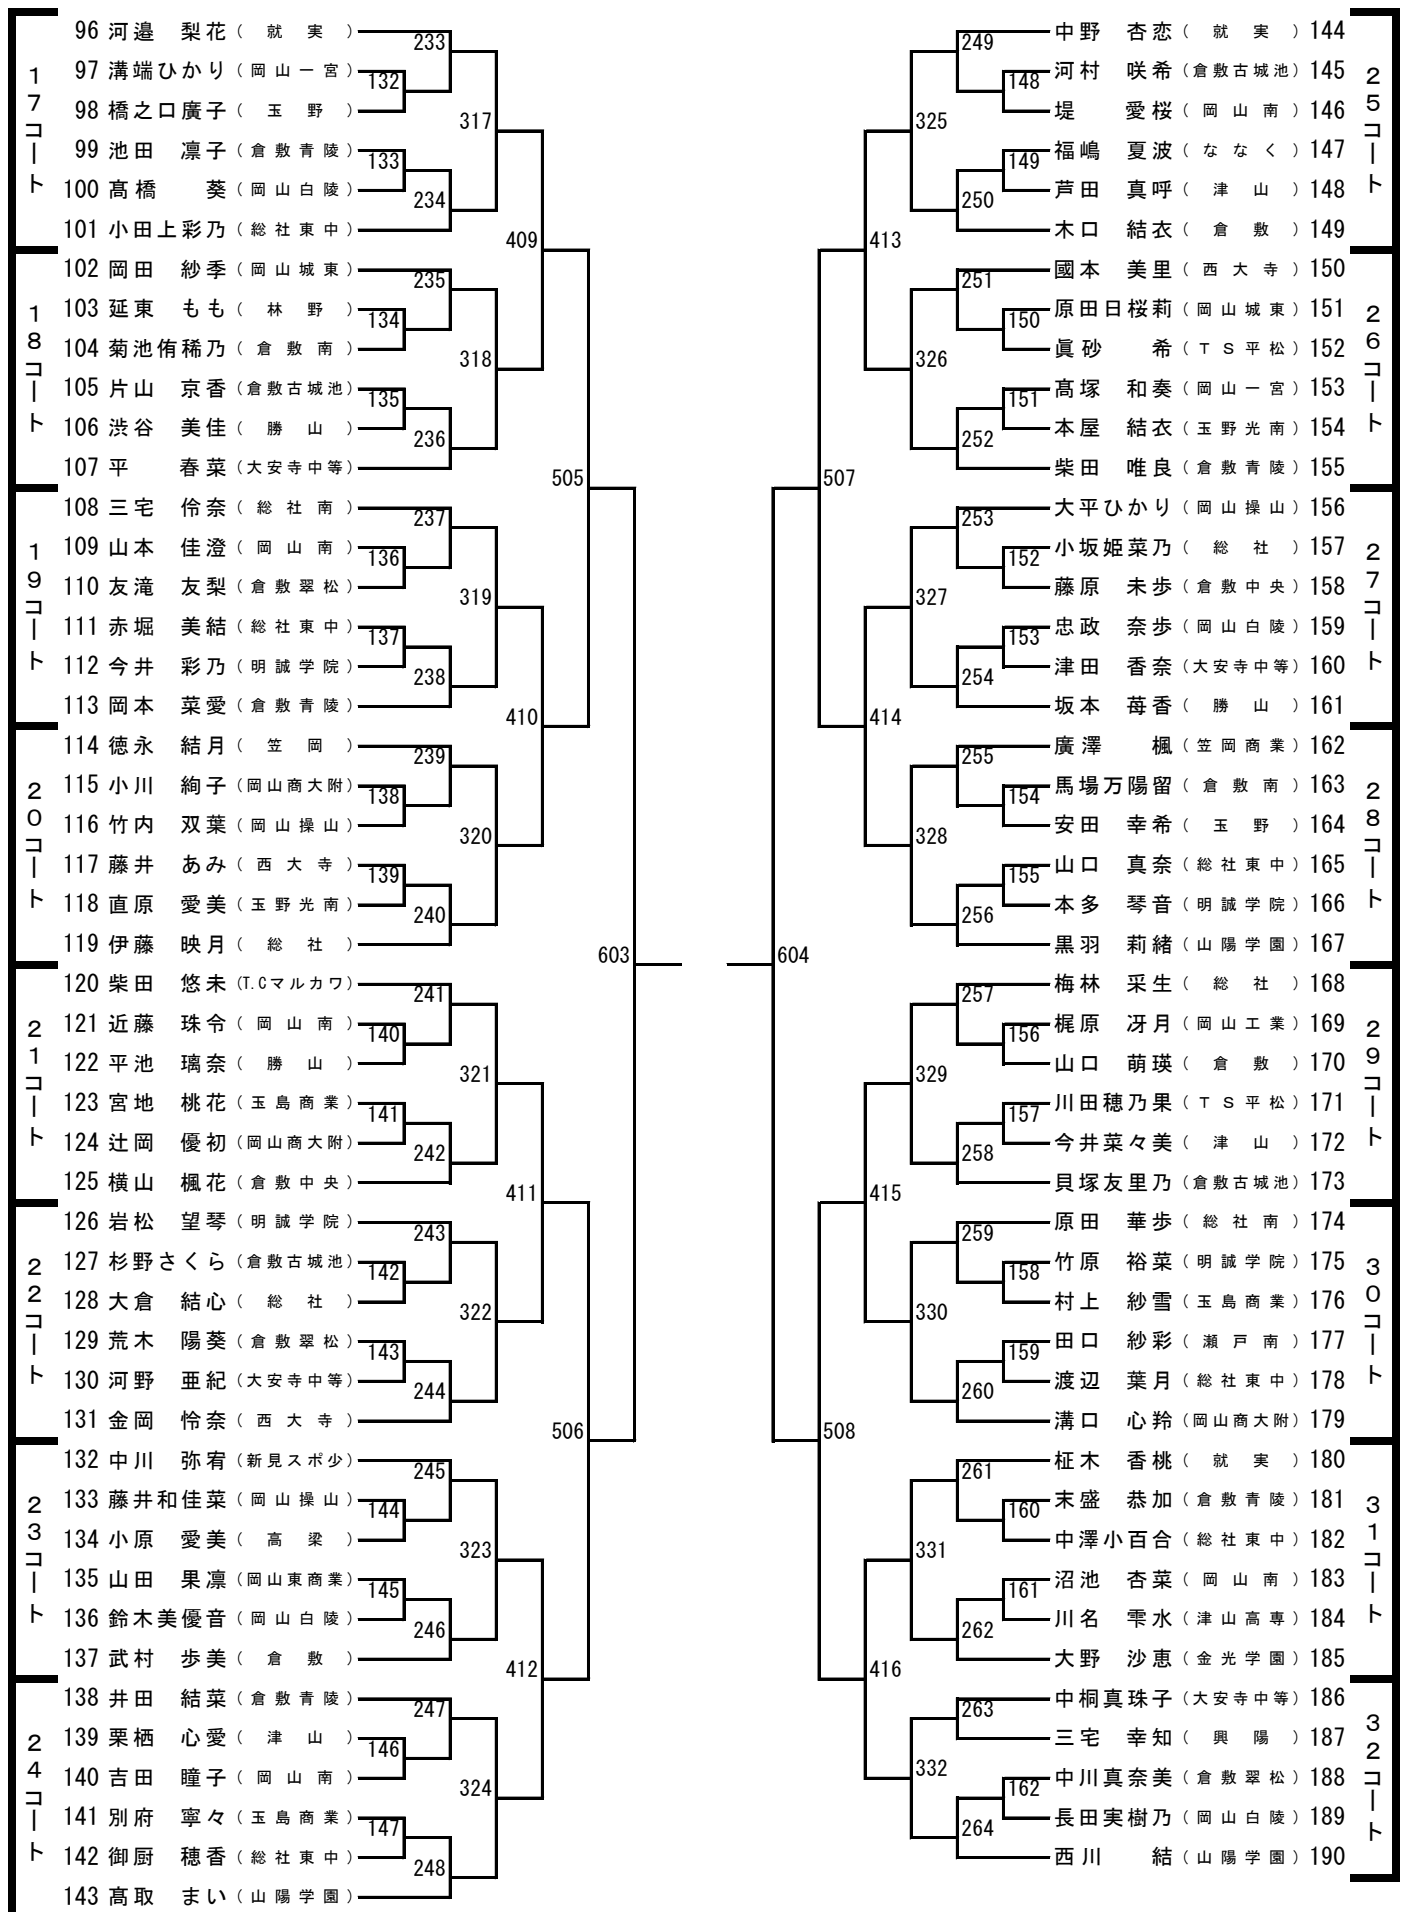 17コート
96 河邉 梨花 (就実)
97 溝端ひかり (岡山一宮)
98 橋之口廣子 (玉野)
99 池田 凛子 (倉敷青陵)
100 髙橋 葵 (岡山白陵)
101 小田上彩乃 (総社東中)
18コート
102 岡田 紗季 (岡山城東)
103 延東 もも (林野)
104 菊池侑稀乃 (倉敷南)
105 片山 京香 (倉敷古城池)
106 渋谷 美佳 (勝山)
107 平 春菜 (大安寺中等)
19コート
108 三宅 伶奈 (総社南)
109 山本 佳澄 (岡山南)
110 友滝 友梨 (倉敷翠松)
111 赤堀 美結 (総社東中)
112 今井 彩乃 (明誠学院)
113 岡本 菜愛 (倉敷青陵)
20コート
114 徳永 結月 (笠岡)
115 小川 絢子 (岡山商大附)
116 竹内 双葉 (岡山操山)
117 藤井 あみ (西大寺)
118 直原 愛美 (玉野光南)
119 伊藤 映月 (総社)
21コート
120 柴田 悠未 (T.Cマルカワ)
121 近藤 珠令 (岡山南)
122 平池 璃奈 (勝山)
123 宮地 桃花 (玉島商業)
124 辻岡 優初 (岡山商大附)
125 横山 楓花 (倉敷中央)
22コート
126 岩松 望琴 (明誠学院)
127 杉野さくら (倉敷古城池)
128 大倉 結心 (総社)
129 荒木 陽葵 (倉敷翠松)
130 河野 亜紀 (大安寺中等)
131 金岡 怜奈 (西大寺)
23コート
132 中川 弥宥 (新見スポ少)
133 藤井和佳菜 (岡山操山)
134 小原 愛美 (高梁)
135 山田 果凛 (岡山東商業)
136 鈴木美優音 (岡山白陵)
137 武村 歩美 (倉敷)
24コート
138 井田 結菜 (倉敷青陵)
139 栗栖 心愛 (津山)
140 吉田 瞳子 (岡山南)
141 別府 寧々 (玉島商業)
142 御厨 穂香 (総社東中)
143 髙取 まい (山陽学園)
233
132
317
133
234
409
235
134
318
135
236
505
237
136
319
137
238
410
239
138
320
139
240
603
241
140
321
141
242
411
243
142
322
143
244
506
245
144
323
145
246
412
247
146
324
147
248
249
148
325
149
250
413
251
150
326
151
252
507
253
152
327
153
254
414
255
154
328
155
256
604
257
156
329
157
258
415
259
158
330
159
260
508
261
160
331
161
262
416
263
332
162
264
25コート
中野 杏恋 (就実) 144
河村 咲希 (倉敷古城池) 145
堤 愛桜 (岡山南) 146
福嶋 夏波 (ななく) 147
芦田 真呼 (津山) 148
木口 結衣 (倉敷) 149
26コート
國本 美里 (西大寺) 150
原田日桜莉 (岡山城東) 151
眞砂 希 (TS平松) 152
髙塚 和奏 (岡山一宮) 153
本屋 結衣 (玉野光南) 154
柴田 唯良 (倉敷青陵) 155
27コート
大平ひかり (岡山操山) 156
小坂姫菜乃 (総社) 157
藤原 未歩 (倉敷中央) 158
忠政 奈歩 (岡山白陵) 159
津田 香奈 (大安寺中等) 160
坂本 苺香 (勝山) 161
28コート
廣澤 楓 (笠岡商業) 162
馬場万陽留 (倉敷南) 163
安田 幸希 (玉野) 164
山口 真奈 (総社東中) 165
本多 琴音 (明誠学院) 166
黒羽 莉緒 (山陽学園) 167
29コート
梅林 采生 (総社) 168
梶原 冴月 (岡山工業) 169
山口 萌瑛 (倉敷) 170
川田穂乃果 (TS平松) 171
今井菜々美 (津山) 172
貝塚友里乃 (倉敷古城池) 173
30コート
原田 華歩 (総社南) 174
竹原 裕菜 (明誠学院) 175
村上 紗雪 (玉島商業) 176
田口 紗彩 (瀬戸南) 177
渡辺 葉月 (総社東中) 178
溝口 心羚 (岡山商大附) 179
31コート
柾木 香桃 (就実) 180
末盛 恭加 (倉敷青陵) 181
中澤小百合 (総社東中) 182
沼池 杏菜 (岡山南) 183
川名 雫水 (津山高専) 184
大野 沙恵 (金光学園) 185
32コート
中桐真珠子 (大安寺中等) 186
三宅 幸知 (興陽) 187
中川真奈美 (倉敷翠松) 188
長田実樹乃 (岡山白陵) 189
西川 結 (山陽学園) 190